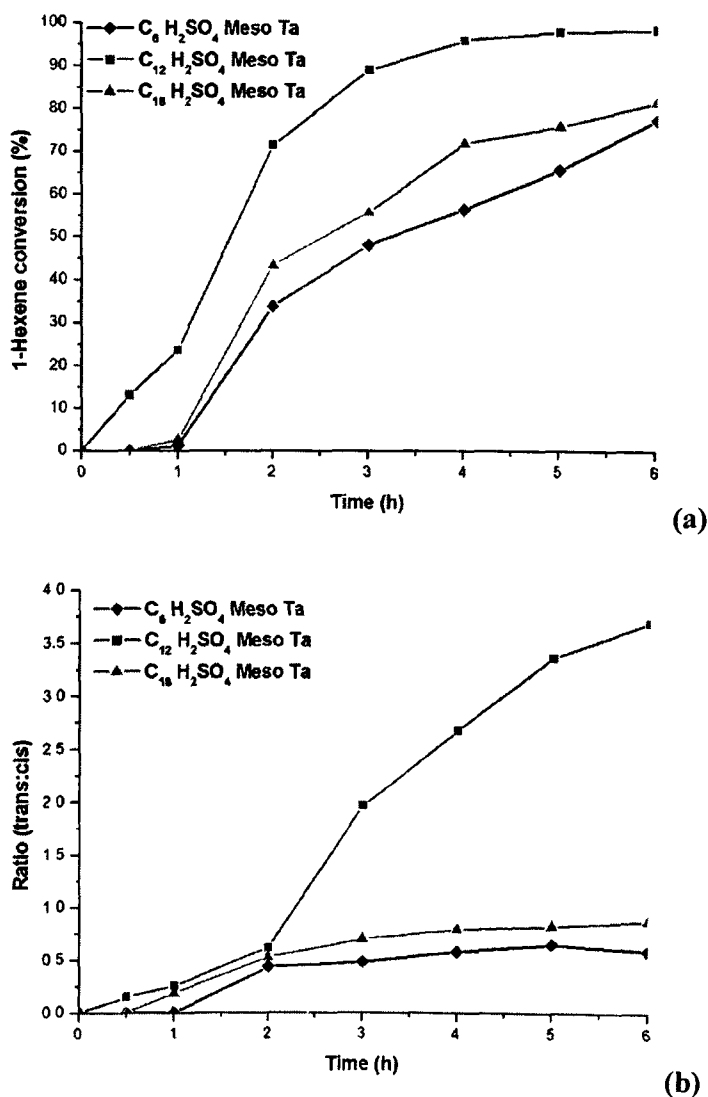 C₆ H₂SO₄ Meso Ta
C₁₂ H₂SO₄ Meso Ta
C₁₈ H₂SO₄ Meso Ta
1-Hexene conversion (%)
100
90
80
70
60
50
40
30
20
10
0
0 1 2 3 4 5 6
Time (h)
(a)
C₆ H₂SO₄ Meso Ta
C₁₂ H₂SO₄ Meso Ta
C₁₈ H₂SO₄ Meso Ta
Ratio (trans:cis)
4 0
3.5
3 0
2.5
2 0
1 5
1 0
0 5
0 0
0 1 2 3 4 5 6
Time (h)
(b)